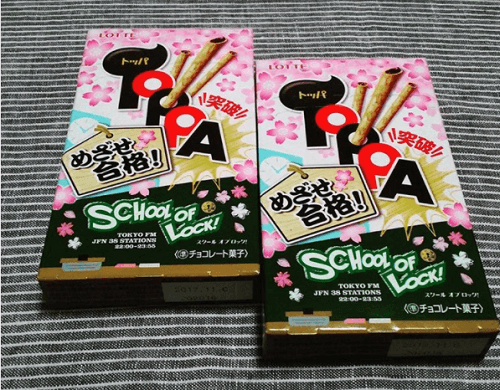 LOTTE
トッパ
TOPPA
突破!!
めざせ
合格!
SCHOOL OF
LOCK!
TOKYO FM
JFN 38 STATIONS
22:00-23:55
スクール オブ ロック!
〈準チョコレート菓子〉
LOTTE
トッパ
TOPPA
突破!!
めざせ
合格!
SCHOOL OF
LOCK!
TOKYO FM
JFN 38 STATIONS
22:00-23:55
スクール オブ ロック!
〈準チョコレート菓子〉